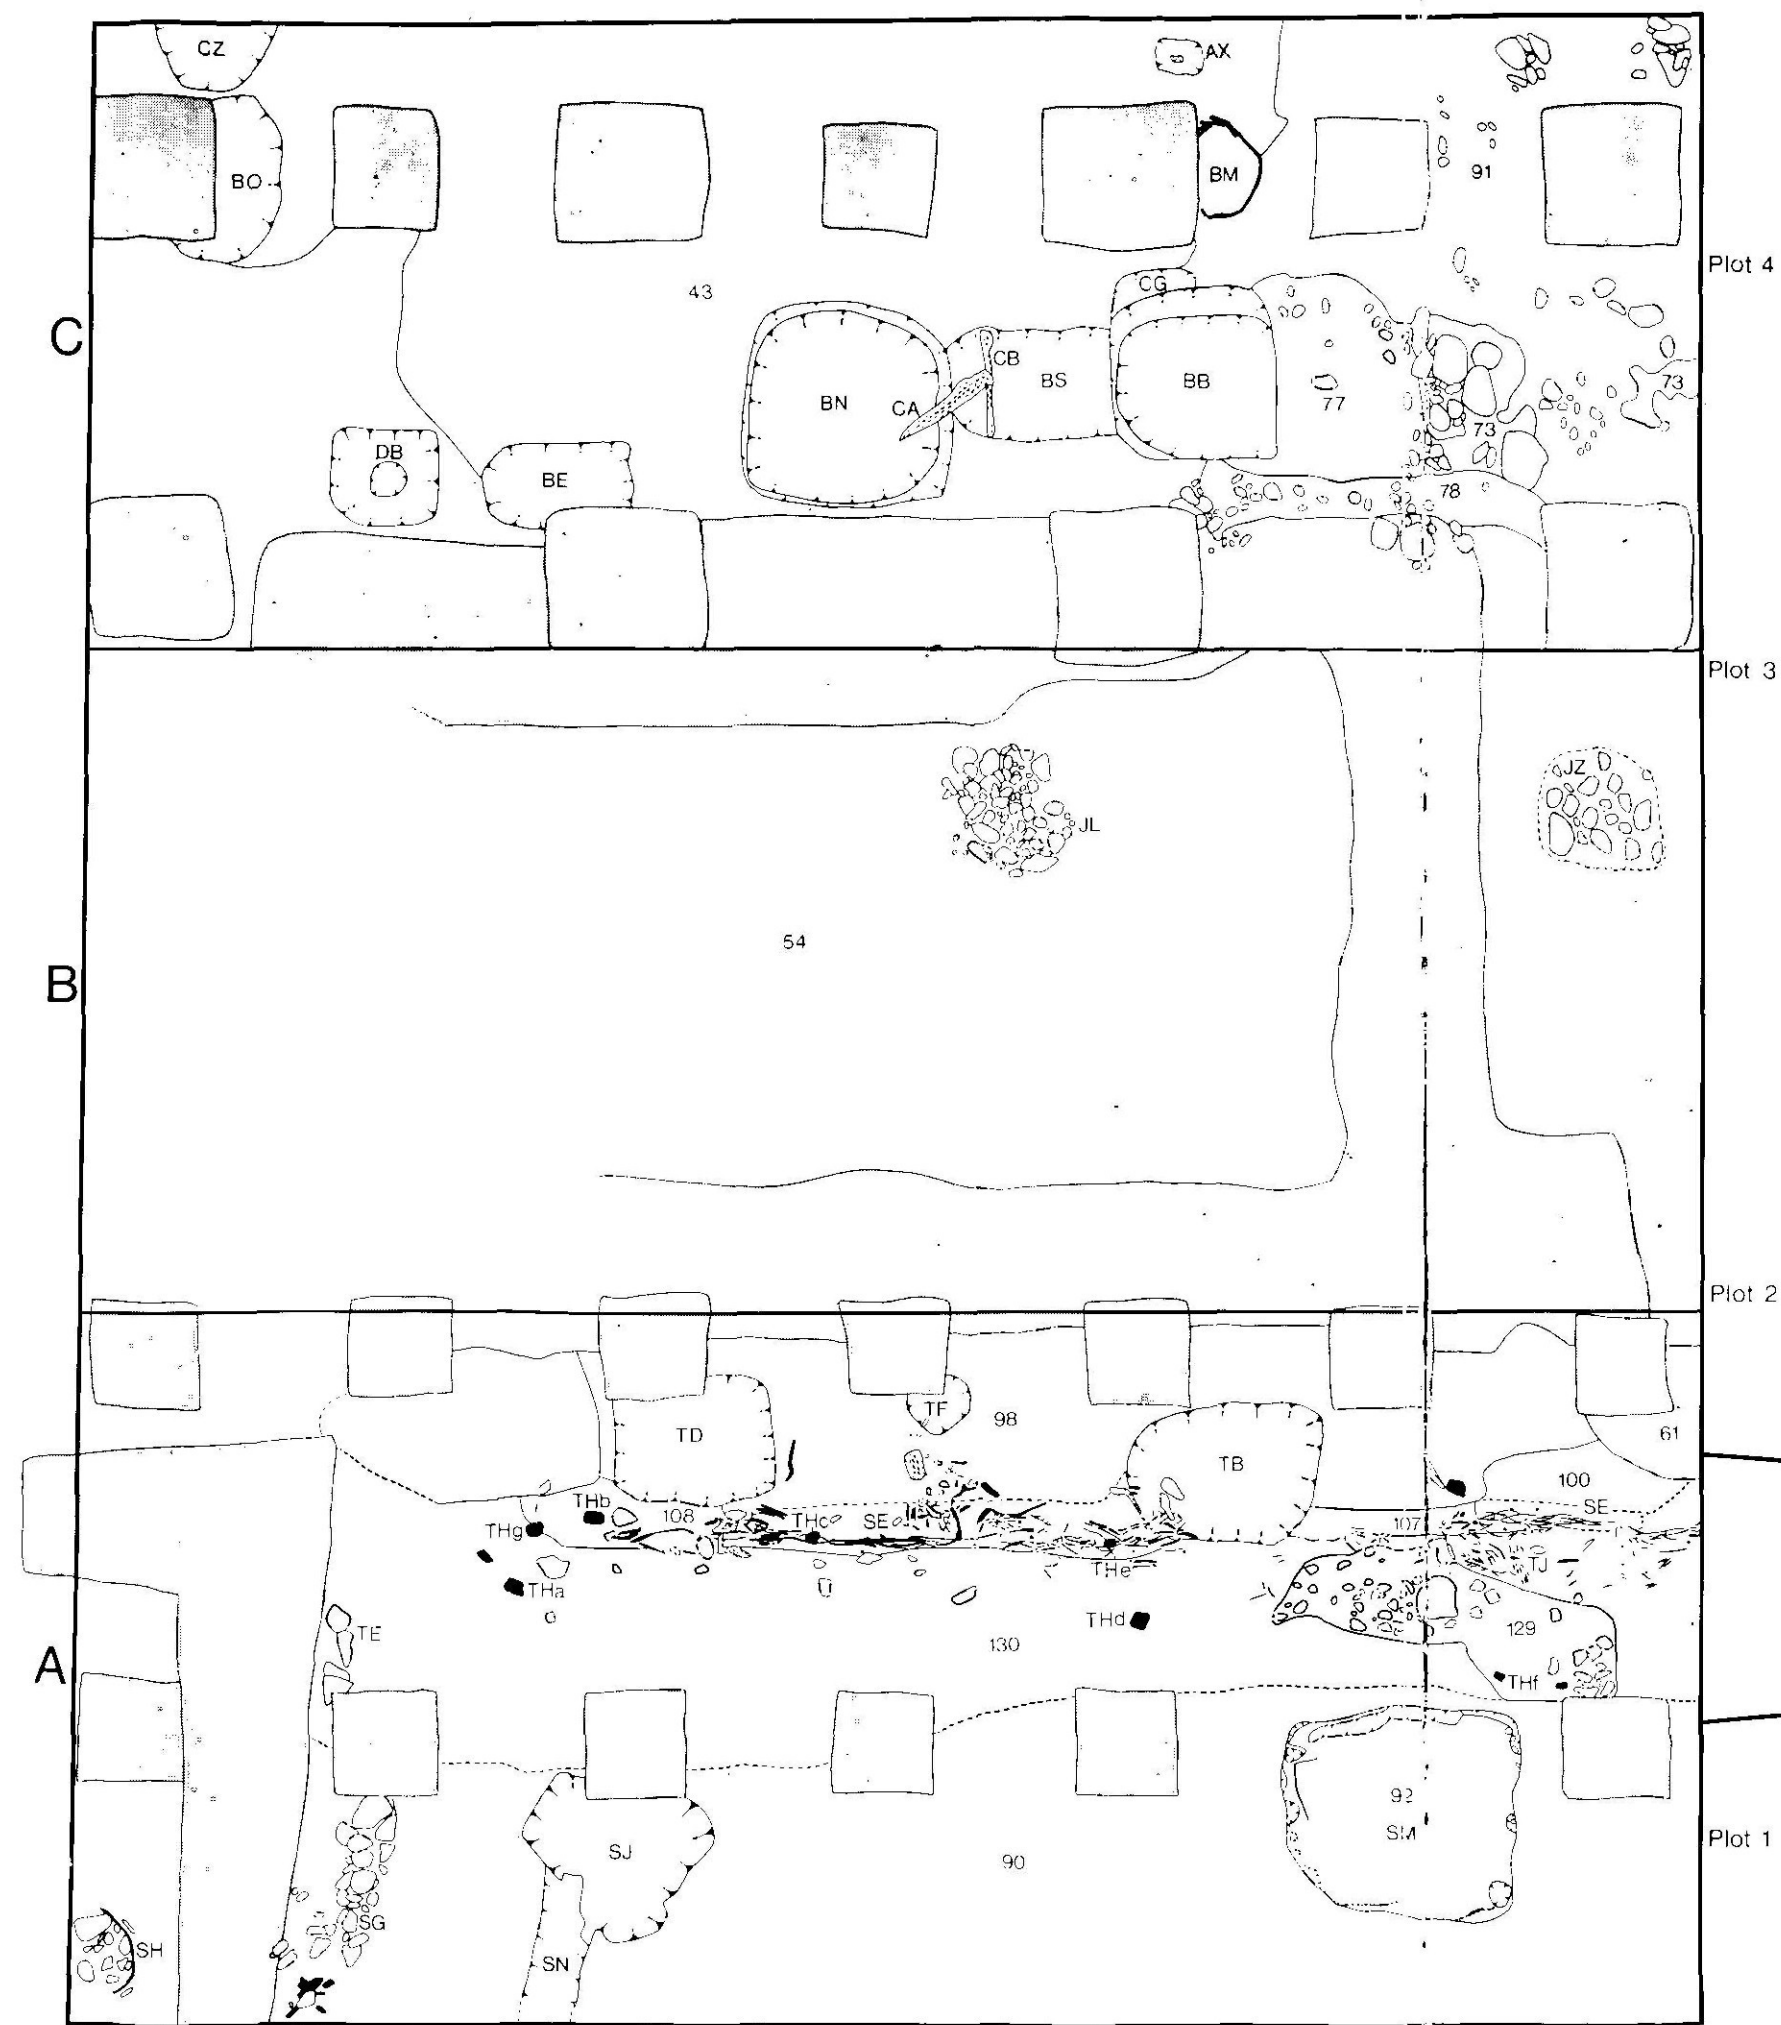 CZ
AX
BO
BM
91
Plot 4
43
CG
C
CB
BS
BB
BN
CA
77
73
73
DB
BE
78
Plot 3
JZ
JL
54
B
Plot 2
TF
98
TD
TB
61
100
THb
108
THc
SE
SE
THg
107
THe
TJ
THa
THd
TE
130
129
A
THf
92
SM
Plot 1
SJ
90
SG
SH
SN